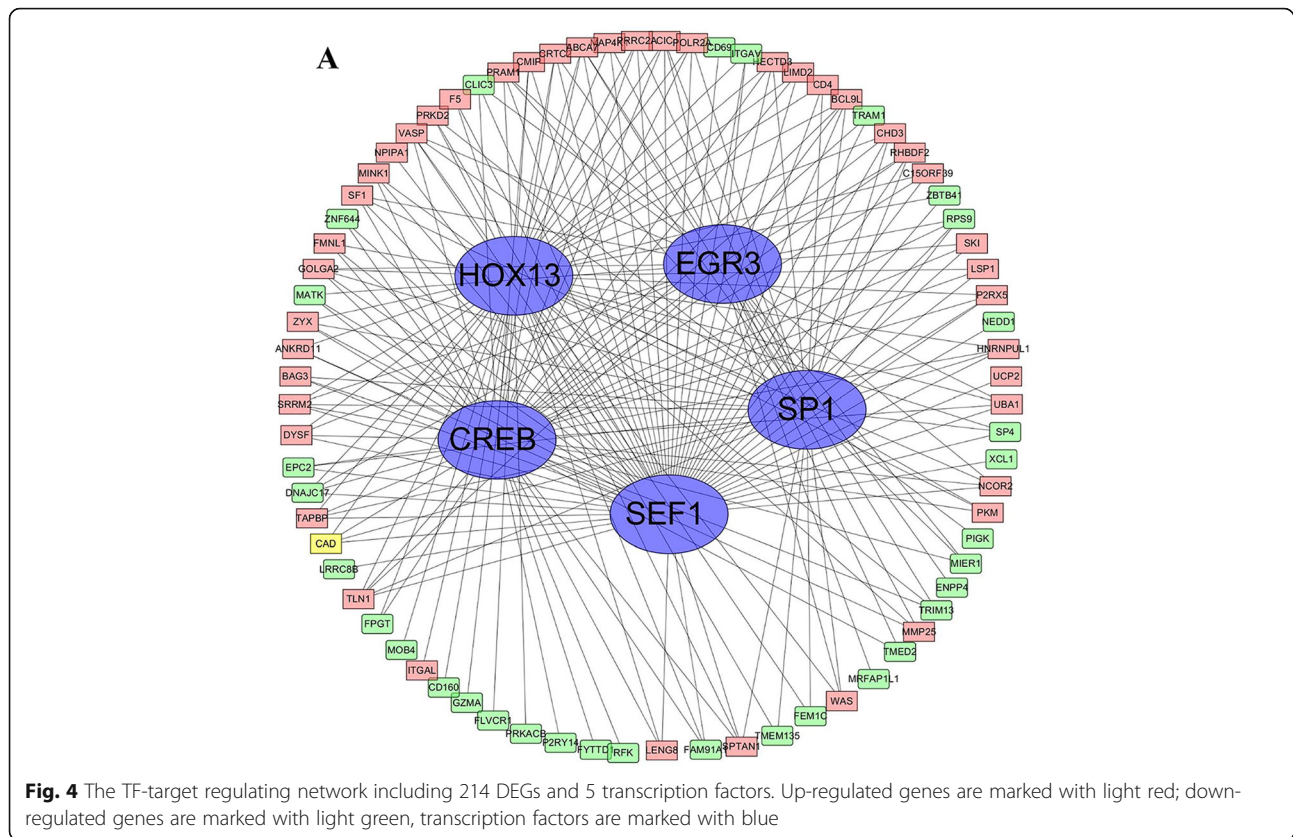 A
ABCA7
PRRC2A
POLR2A
CD69
ITGAV
CMIP
PRAM1
CLIC3
HECTD3
LIMD2
CD4
BCL9L
F5
PRKD2
TRAM1
VASP
CHD3
NPIPA1
RHBDF2
MINK1
C15ORF39
SF1
ZBTB41
ZNF644
RPS9
FMNL1
SKI
GOLGA2
LSP1
MATK
P2RX5
ZYX
NEDD1
ANKRD11
HNRNPUL1
BAG3
UCP2
SRRM2
UBA1
DYSF
SP4
EPC2
XCL1
DNAJC17
NCOR2
TAPBP
PKM
CAD
PIGK
LRRC8B
MIER1
TLN1
ENPP4
FPGT
TRIM13
MOB4
MMP25
ITGAL
TMED2
CD160
MRFAP1L1
GZMA
WAS
FLVCR1
FEM1C
PRKACB
TMEM135
P2RY14
SPTAN1
FYTTD1
RFK
LENG8
HOX13
EGR3
SP1
CREB
SEF1
Fig. 4 The TF-target regulating network including 214 DEGs and 5 transcription factors. Up-regulated genes are marked with light red; down-
regulated genes are marked with light green, transcription factors are marked with blue